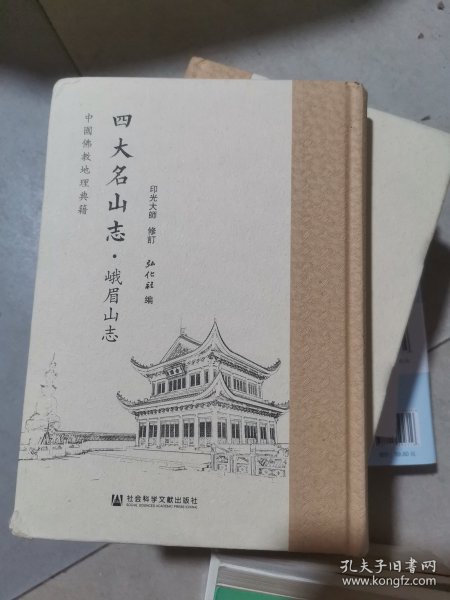 中國佛教地理典籍
四大名山志·峨眉山志
印光大師 修訂
弘化社 编
社会科学文献出版社
SOCIAL SCIENCES ACADEMIC PRESS (CHINA)
孔夫子旧书网
www.kongfz.com